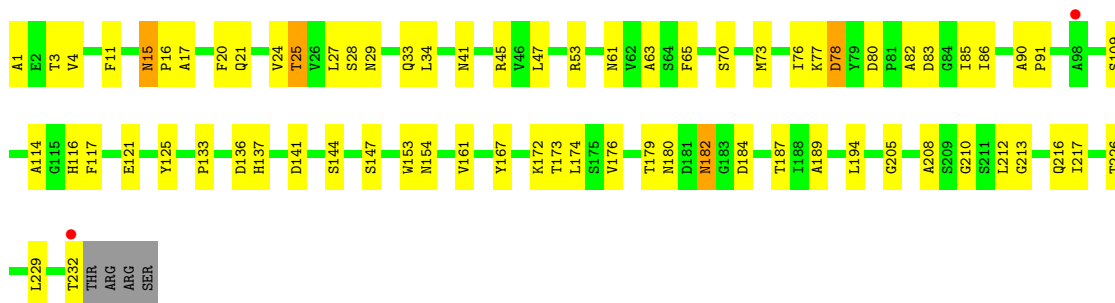 A1 E2 T3 V4 F11 N15 P16 A17 F20 Q21 V24 T25 V26 L27 S28 N29 Q33 L34 N41 R45 V46 L47 R53 N61 V62 A63 S64 F65 S70 M73 I76 K77 D78 Y79 D80 P81 A82 D83 G84 I85 I86 A90 P91 A98 S109
A114 G115 H116 F117 E121 Y125 P133 D136 H137 D141 S144 S147 W153 N154 V161 Y167 K172 T173 L174 S175 V176 T179 N180 D181 N182 G183 D184 T187 I188 A189 L194 G205 A208 S209 G210 S211 L212 G213 Q216 I217 T226
L229 T232 THR ARG ARG SER